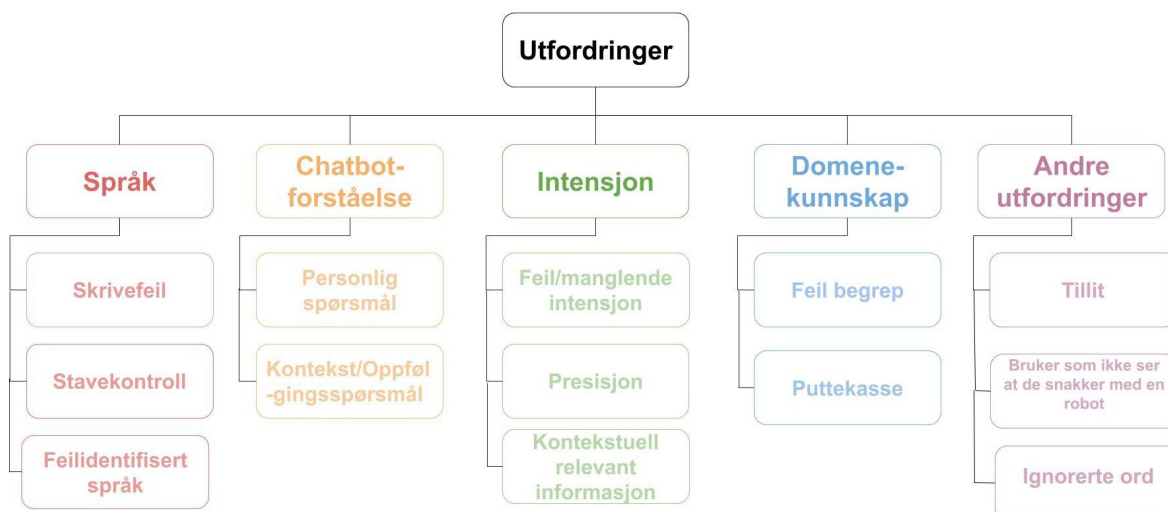 Utfordringer
Språk
Chatbot-
forståelse
Intensjon
Domene-
kunnskap
Andre
utfordringer
Skrivefeil
Stavekontroll
Feilidentifisert
språk
Personlig
spørsmål
Kontekst/Oppføl
-gingsspørsmål
Feil/manglende
intensjon
Presisjon
Kontekstuell
relevant
informasjon
Feil begrep
Puttekasse
Tillit
Bruker som ikke ser
at de snakker med en
robot
Ignorerte ord